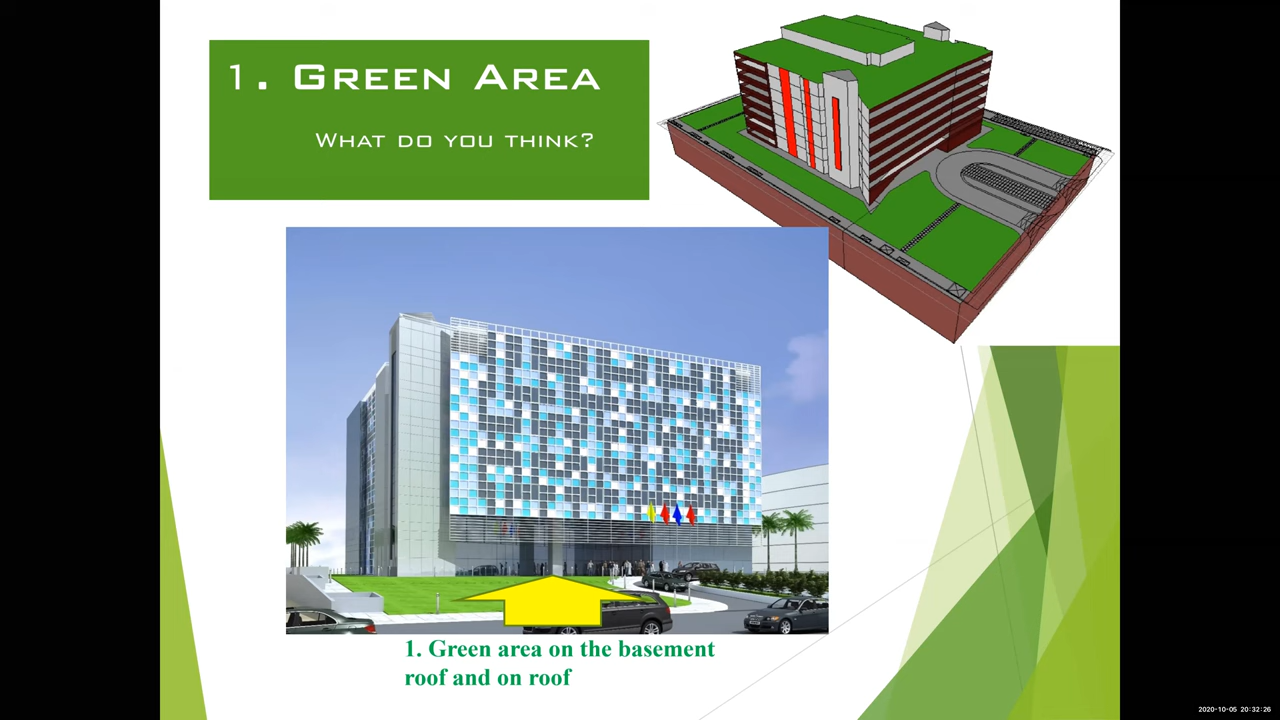 1. Green Area
What do you think?
1. Green area on the basement
roof and on roof
2020-10-05 20:32:26